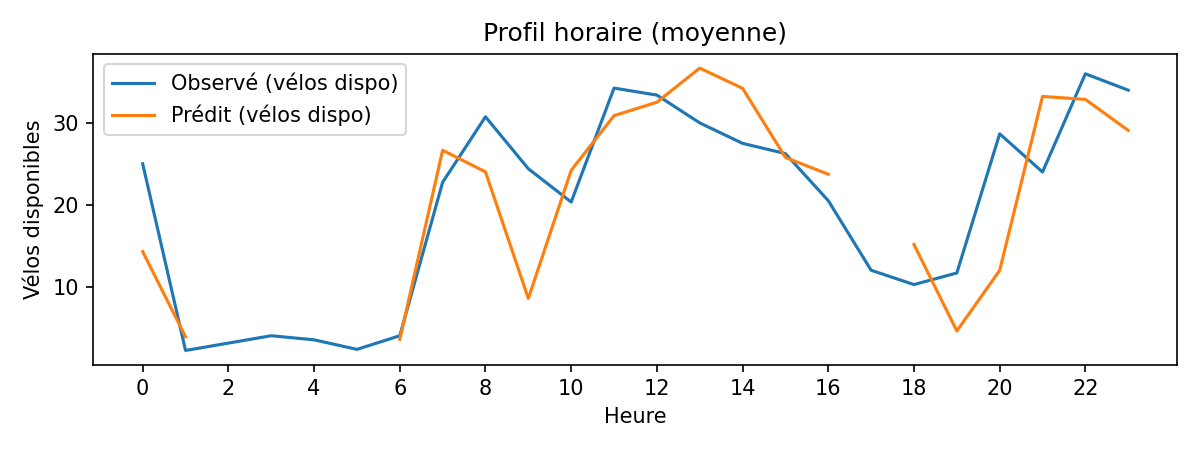 Profil horaire (moyenne)
Observé (vélos dispo)
Prédit (vélos dispo)
Vélos disponibles
30
20
10
0 2 4 6 8 10 12 14 16 18 20 22
Heure